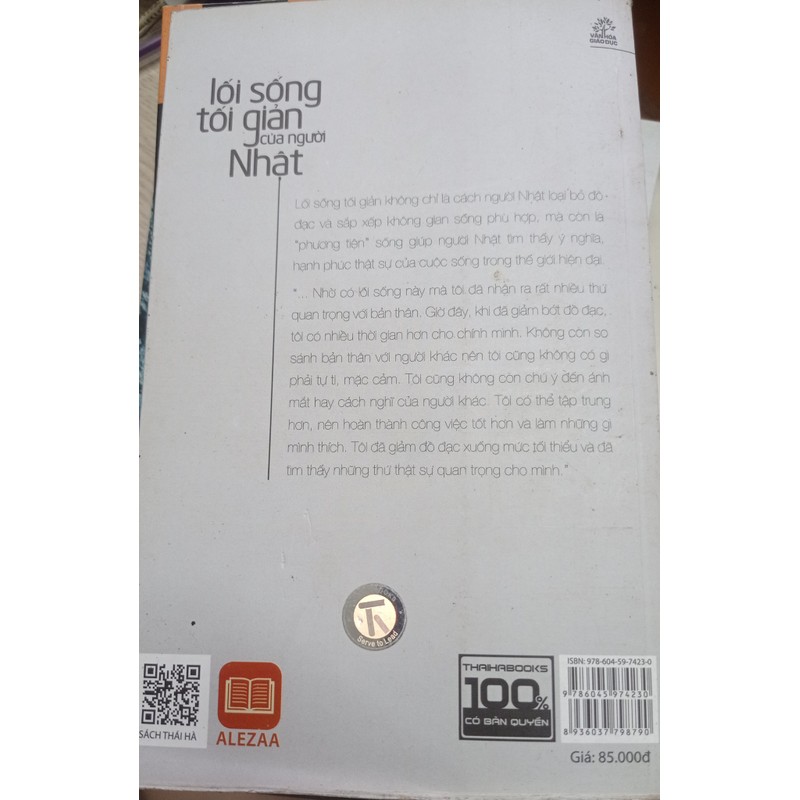 VĂN HÓA
GIÁO DỤC
lối sống
tối giản
của người
Nhật
Lối sống tối giản không chỉ là cách người Nhật loại bỏ đồ
đạc và sắp xếp không gian sống phù hợp, mà còn là
"phương tiện" sống giúp người Nhật tìm thấy ý nghĩa,
hạnh phúc thật sự của cuộc sống trong thế giới hiện đại.
"... Nhờ có lối sống này mà tôi đã nhận ra rất nhiều thứ
quan trọng với bản thân. Giờ đây, khi đã giảm bớt đồ đạc,
tôi có nhiều thời gian hơn cho chính mình. Không còn so
sánh bản thân với người khác nên tôi cũng không có gì
phải tự ti, mặc cảm. Tôi cũng không còn chú ý đến ánh
mắt hay cách nghĩ của người khác. Tôi có thể tập trung
hơn, nên hoàn thành công việc tốt hơn và làm những gì
mình thích. Tôi đã giảm đồ đạc xuống mức tối thiểu và đã
tìm thấy những thứ thật sự quan trọng cho mình."
Serve to Lead
SÁCH THÁI HÀ
ALEZAA
THAIHABOOKS
100%
CÓ BẢN QUYỀN
ISBN: 978-604-59-7423-0
9 786045 974230
8 936037 798790
Giá: 85.000đ